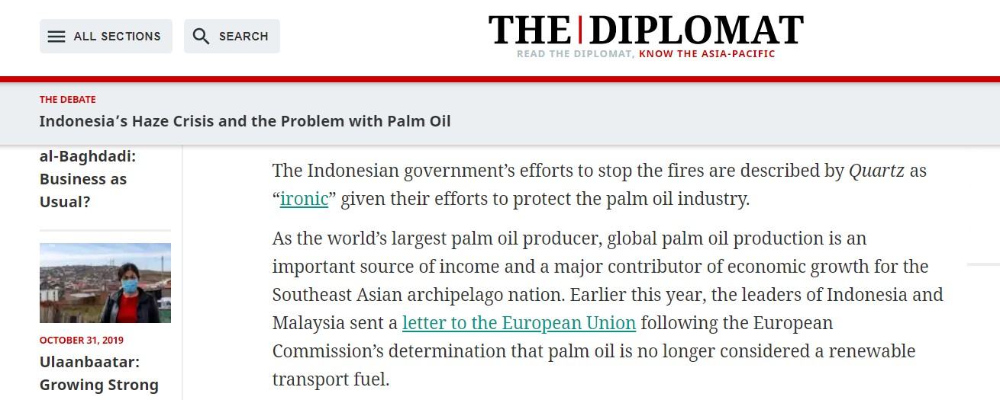 ALL SECTIONS
SEARCH
THE|DIPLOMAT
READ THE DIPLOMAT, KNOW THE ASIA-PACIFIC
THE DEBATE
Indonesia’s Haze Crisis and the Problem with Palm Oil
al-Baghdadi:
Business as
Usual?
OCTOBER 31, 2019
Ulaanbaatar:
Growing Strong
The Indonesian government’s efforts to stop the fires are described by Quartz as
“ironic” given their efforts to protect the palm oil industry.
As the world’s largest palm oil producer, global palm oil production is an
important source of income and a major contributor of economic growth for the
Southeast Asian archipelago nation. Earlier this year, the leaders of Indonesia and
Malaysia sent a letter to the European Union following the European
Commission’s determination that palm oil is no longer considered a renewable
transport fuel.